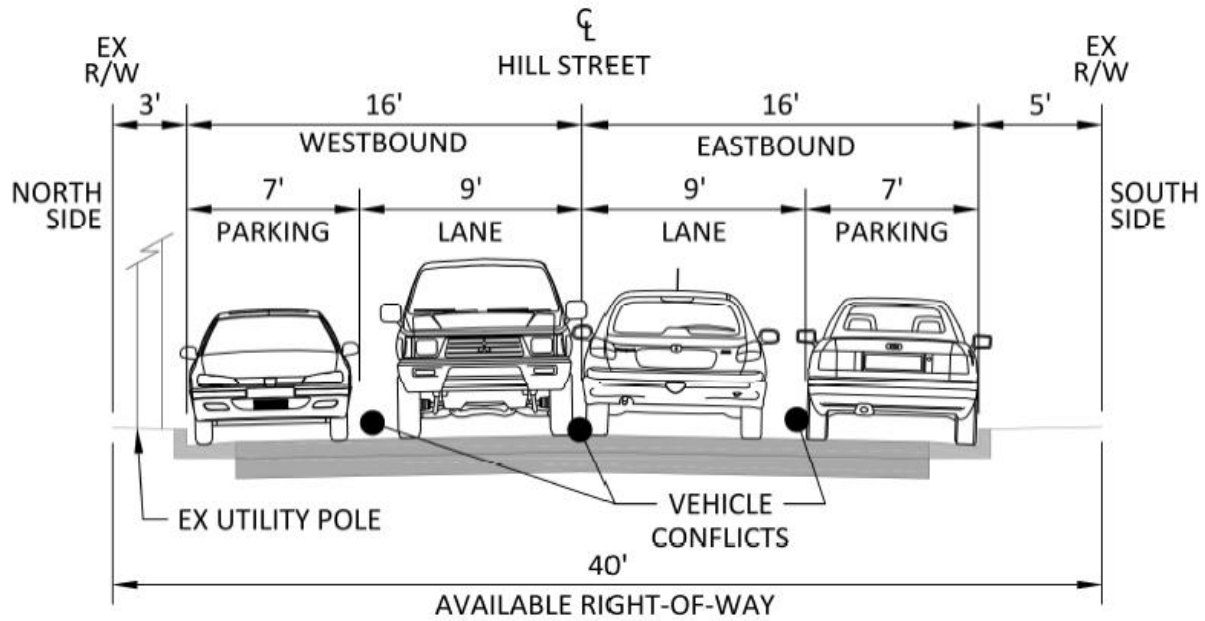 ℄
HILL STREET
EX
R/W
EX
R/W
3'
16'
16'
5'
WESTBOUND
EASTBOUND
NORTH
SIDE
7'
9'
9'
7'
SOUTH
SIDE
PARKING
LANE
LANE
PARKING
EX UTILITY POLE
VEHICLE
CONFLICTS
40'
AVAILABLE RIGHT-OF-WAY